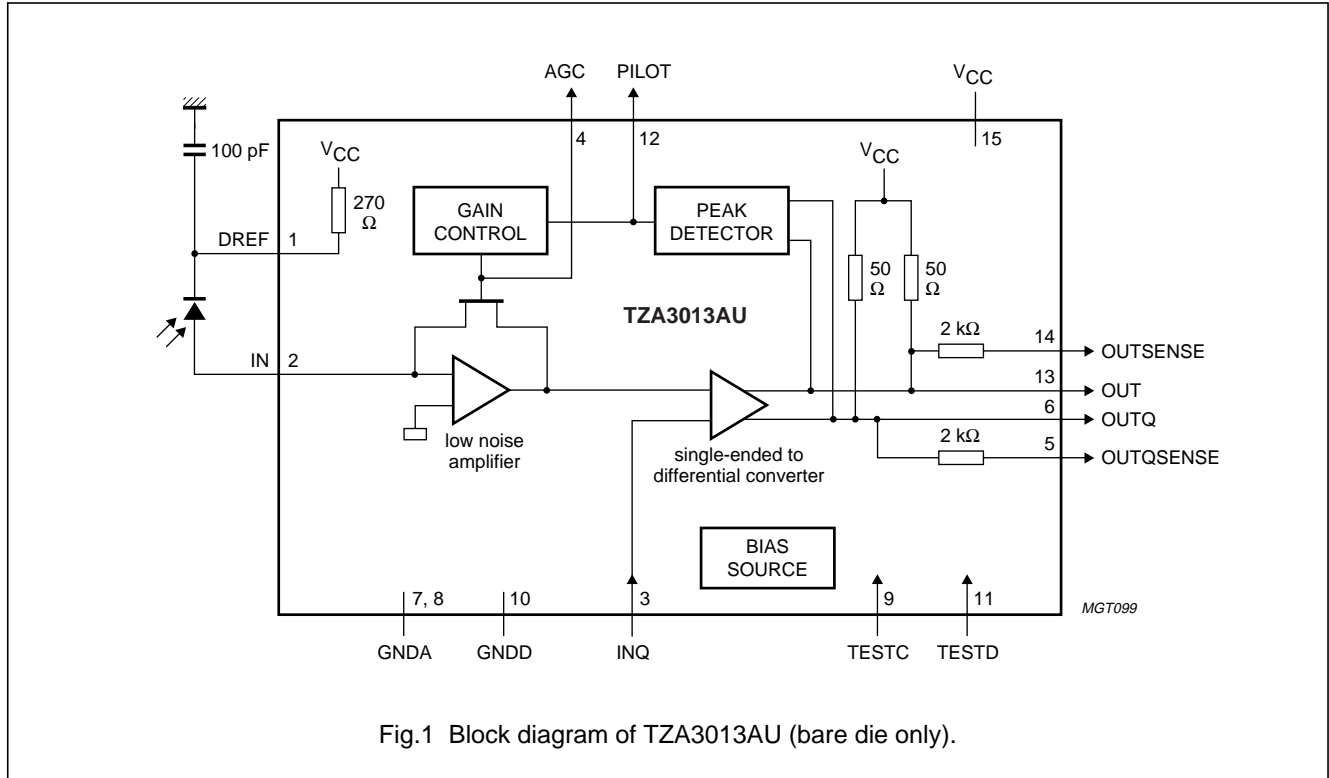 AGC PILOT
VCC
4 12 15
100 pF
VCC
VCC
270
Ω
GAIN
CONTROL
PEAK
DETECTOR
DREF 1
50
Ω
50
Ω
TZA3013AU
2 kΩ
14
OUTSENSE
IN 2
13
OUT
6
OUTQ
low noise
amplifier
single-ended to
differential converter
2 kΩ
5
OUTQSENSE
BIAS
SOURCE
7, 8 10 3 9 11
MGT099
GNDA GNDD INQ TESTC TESTD
Fig.1 Block diagram of TZA3013AU (bare die only).